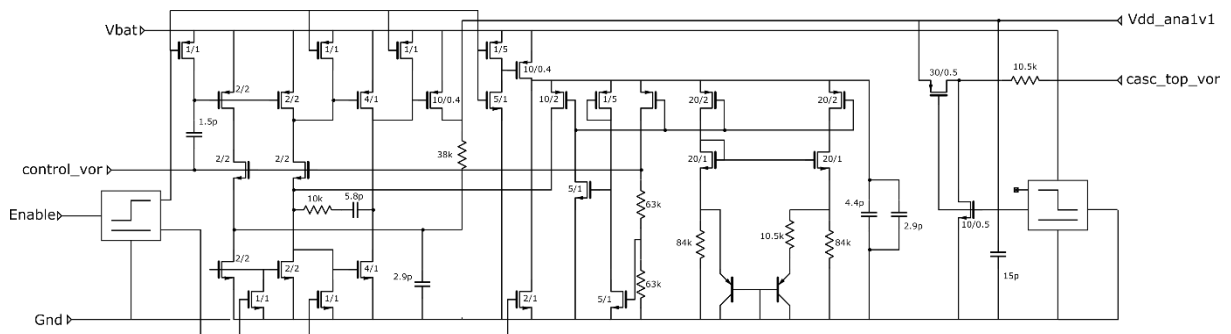 Vbat
Vdd_ana1v1
1/1
1/1
1/1
1/5
10/0.4
30/0.5
10.5k
casc_top_vor
2/2
2/2
4/1
10/0.4
5/1
10/2
1/5
20/2
20/2
1.5p
38k
control_vor
2/2
2/2
20/1
20/1
Enable
10k
5.8p
5/1
63k
4.4p
2.9p
10/0.5
84k
10.5k
84k
2/2
2/2
4/1
2.9p
63k
15p
1/1
1/1
2/1
5/1
Gnd